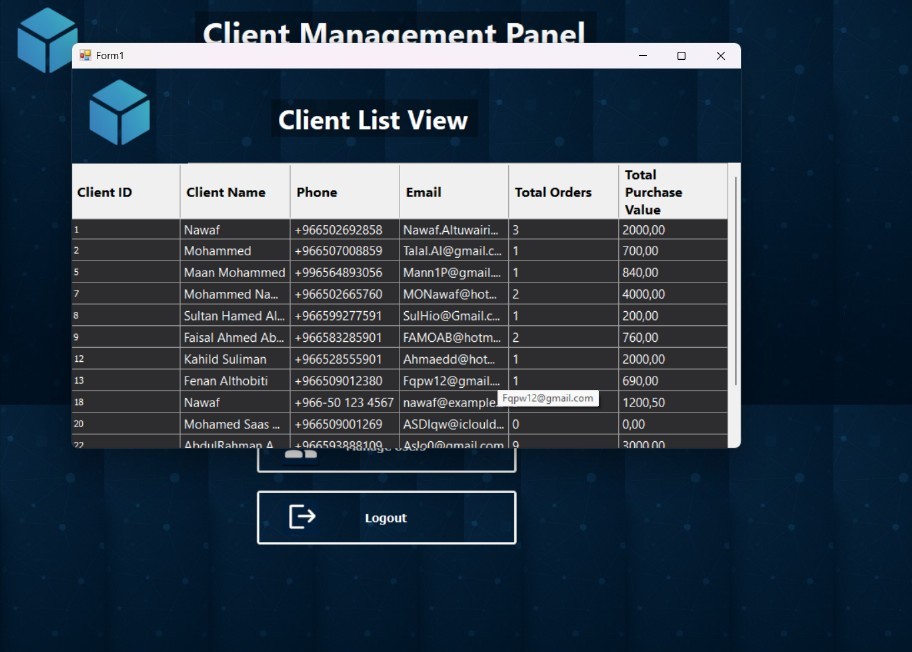 Client Management Panel
Form1
Client List View
Client ID Client Name Phone Email Total Orders Total Purchase Value
1 Nawaf +966502692858 Nawaf.Altuwairi... 3 2000,00
2 Mohammed +966507008859 Talal.Al@gmail.c... 1 700,00
5 Maan Mohammed +966564893056 Mann1P@gmail.... 1 840,00
7 Mohammed Na... +966502665760 MONawaf@hot... 2 4000,00
8 Sultan Hamed Al... +966599277591 SulHio@Gmail.c... 1 200,00
9 Faisal Ahmed Ab... +966583285901 FAMOAB@hotm... 2 760,00
12 Kahild Suliman +966528555901 Ahmaedd@hot... 1 2000,00
13 Fenan Althobiti +966509012380 Fqpw12@gmail.... 1 690,00
Fqpw12@gmail.com
18 Nawaf +966-50 123 4567 nawaf@example. 1200,50
20 Mohamed Saas ... +966509001269 ASDIqw@iclould... 0 0,00
22 AbdulRahman A... +966593888109 Aslo0@gmail.com 9 3000,00
Manage Users
Logout